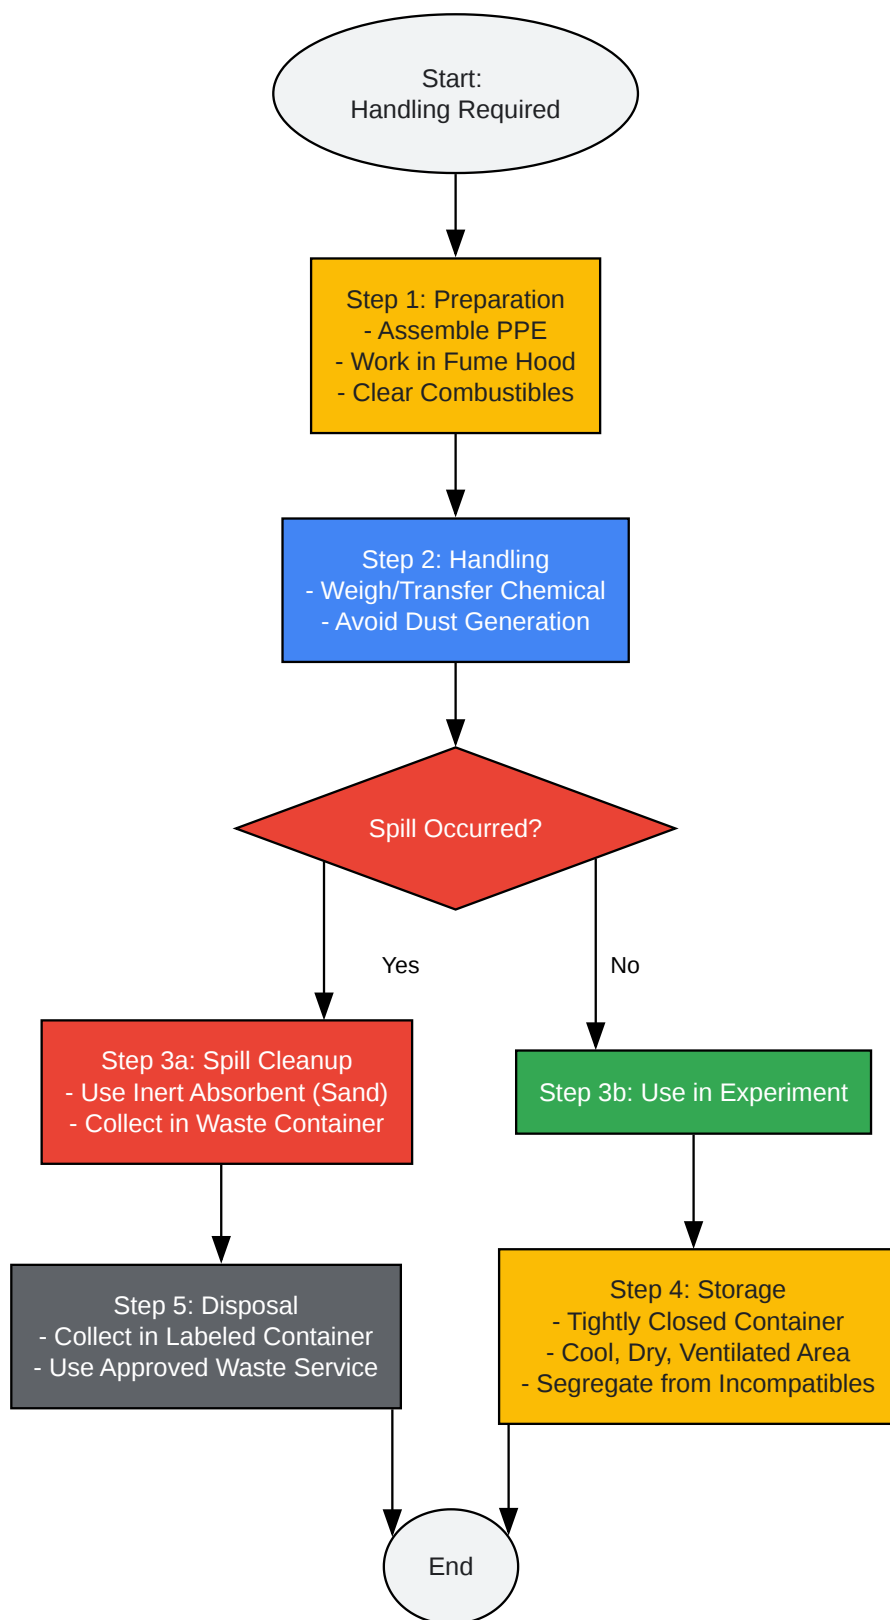 Start:
Handling Required
Step 1: Preparation
- Assemble PPE
- Work in Fume Hood
- Clear Combustibles
Step 2: Handling
- Weigh/Transfer Chemical
- Avoid Dust Generation
Spill Occurred?
Yes
No
Step 3a: Spill Cleanup
- Use Inert Absorbent (Sand)
- Collect in Waste Container
Step 3b: Use in Experiment
Step 5: Disposal
- Collect in Labeled Container
- Use Approved Waste Service
Step 4: Storage
- Tightly Closed Container
- Cool, Dry, Ventilated Area
- Segregate from Incompatibles
End